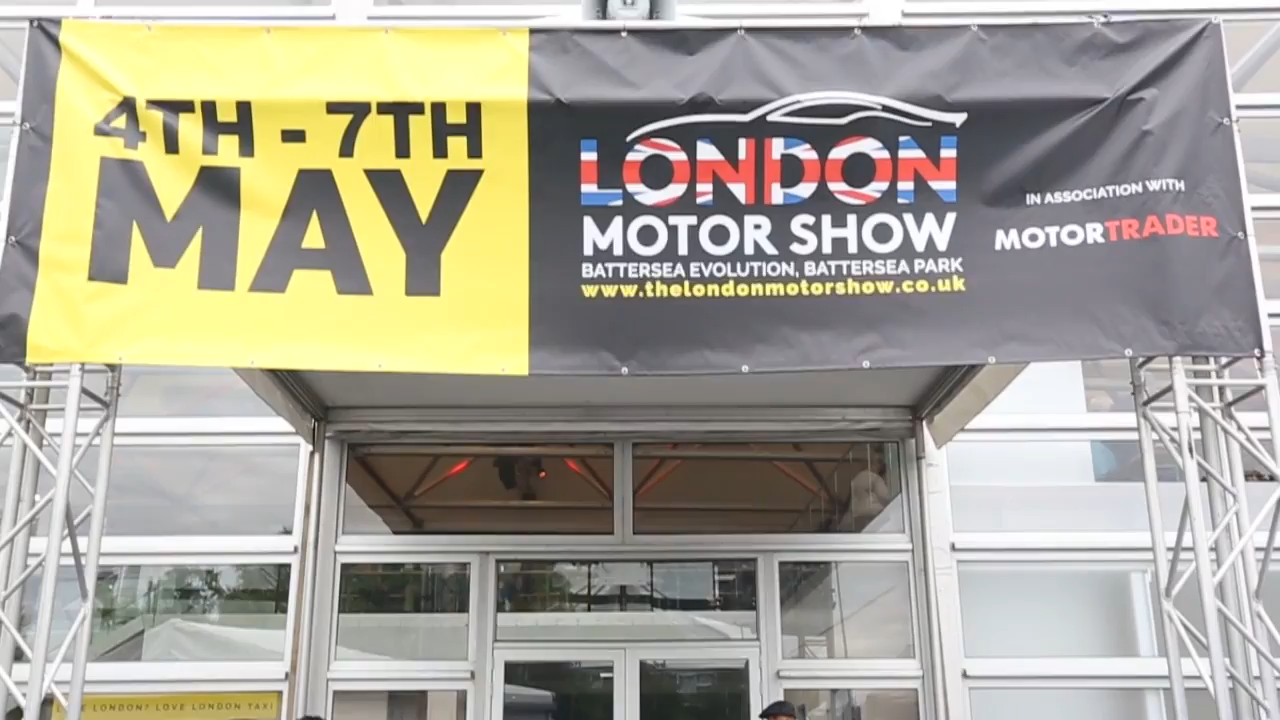 4TH - 7TH
MAY
LONDON
MOTOR SHOW
BATTERSEA EVOLUTION, BATTERSEA PARK
www.thelondonmotorshow.co.uk
IN ASSOCIATION WITH
MOTORTRADER
LONDON? LOVE LONDON TAXI